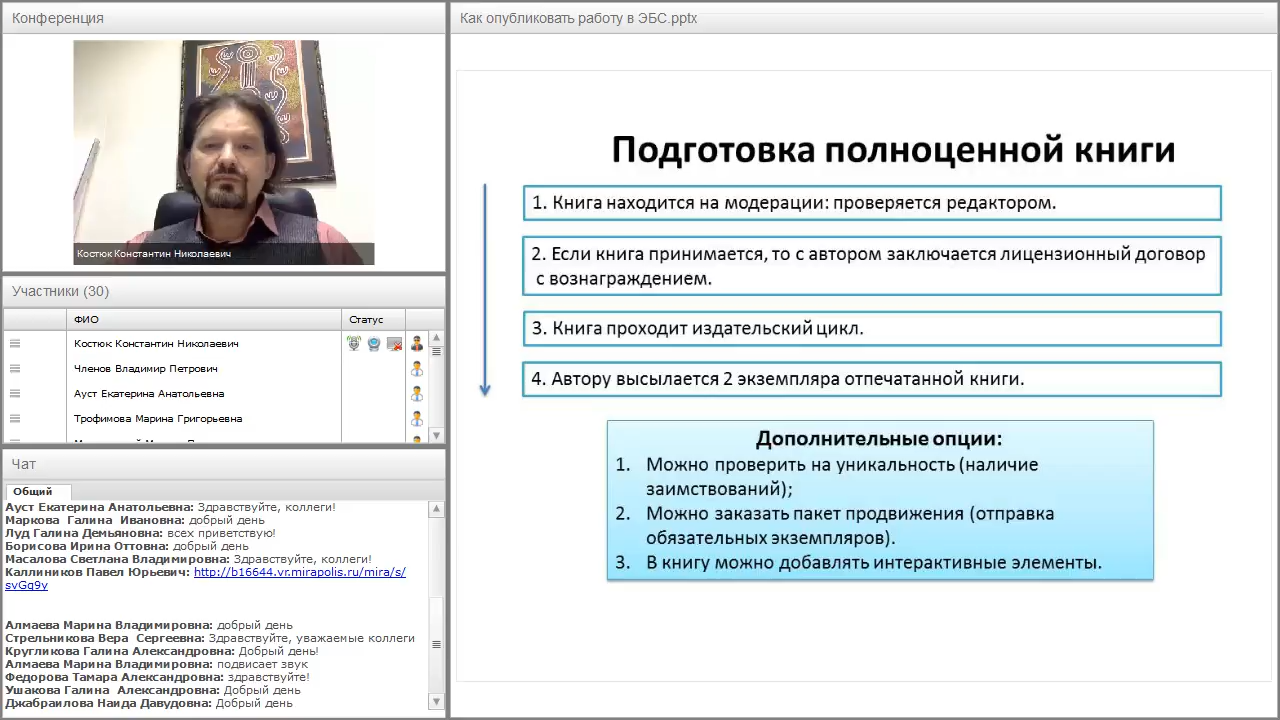 Конференция
Костюк Константин Николаевич
Участники (30)
ФИО
Статус
Костюк Константин Николаевич
Членов Владимир Петрович
Ауст Екатерина Анатольевна
Трофимова Марина Григорьевна
Чат
Общий
Ауст Екатерина Анатольевна: Здравствуйте, коллеги!
Маркова Галина Ивановна: добрый день
Луд Галина Демьяновна: всех приветствую!
Борисова Ирина Оттовна: добрый день
Масалова Светлана Владимировна: Здравствуйте, коллеги!
Каллиников Павел Юрьевич: http://b16644.vr.mirapolis.ru/mira/s/
svGq9y
Алмаева Марина Владимировна: добрый день
Стрельникова Вера Сергеевна: Здравствуйте, уважаемые коллеги
Кругликова Галина Александровна: Добрый день!
Алмаева Марина Владимировна: подвисает звук
Федорова Тамара Александровна: здравствуйте!
Ушакова Галина Александровна: Добрый день
Джабраилова Наида Давудовна: Добрый день
Как опубликовать работу в ЭБС.pptx
Подготовка полноценной книги
1. Книга находится на модерации: проверяется редактором.
2. Если книга принимается, то с автором заключается лицензионный договор
с вознаграждением.
3. Книга проходит издательский цикл.
4. Автору высылается 2 экземпляра отпечатанной книги.
Дополнительные опции:
1. Можно проверить на уникальность (наличие
заимствований);
2. Можно заказать пакет продвижения (отправка
обязательных экземпляров).
3. В книгу можно добавлять интерактивные элементы.